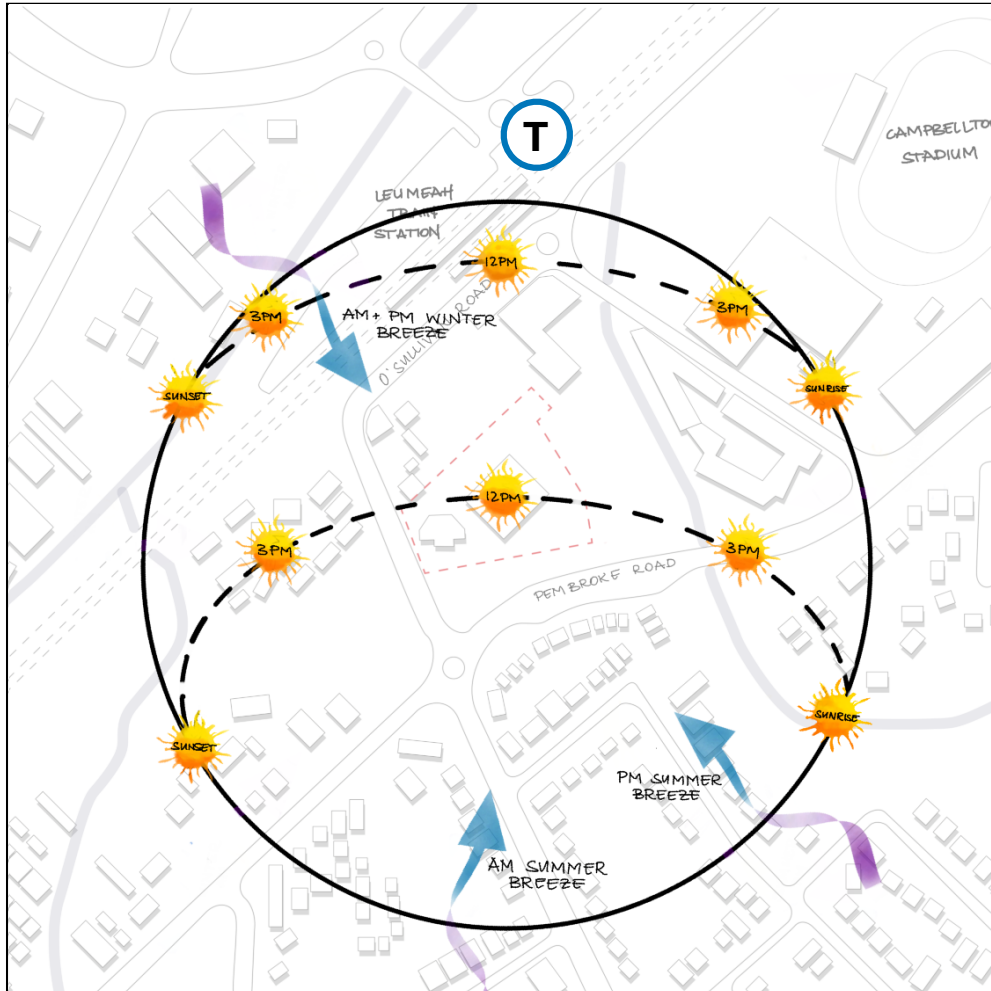 T
CAMPBELLTO
STADIUM
LEUMEAH
TRAIN
STATION
12PM
3PM
3PM
AM + PM WINTER
BREEZE
O'SULLIVAN ROAD
SUNSET
SUNRISE
12PM
3PM
3PM
PEMBROKE ROAD
SUNRISE
SUNSET
PM SUMMER
BREEZE
AM SUMMER
BREEZE